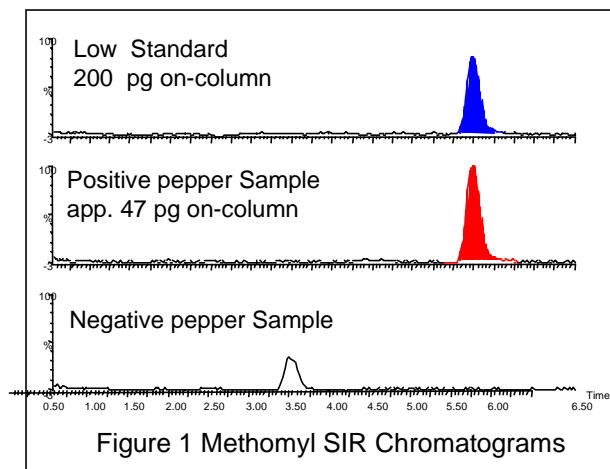 100
Low Standard
200 pg on-column
%
-3
100
Positive pepper Sample
app. 47 pg on-column
%
-3
100
Negative pepper Sample
%
-3
Time
0.50 1.00 1.50 2.00 2.50 3.00 3.50 4.00 4.50 5.00 5.50 6.00 6.50
Figure 1 Methomyl SIR Chromatograms